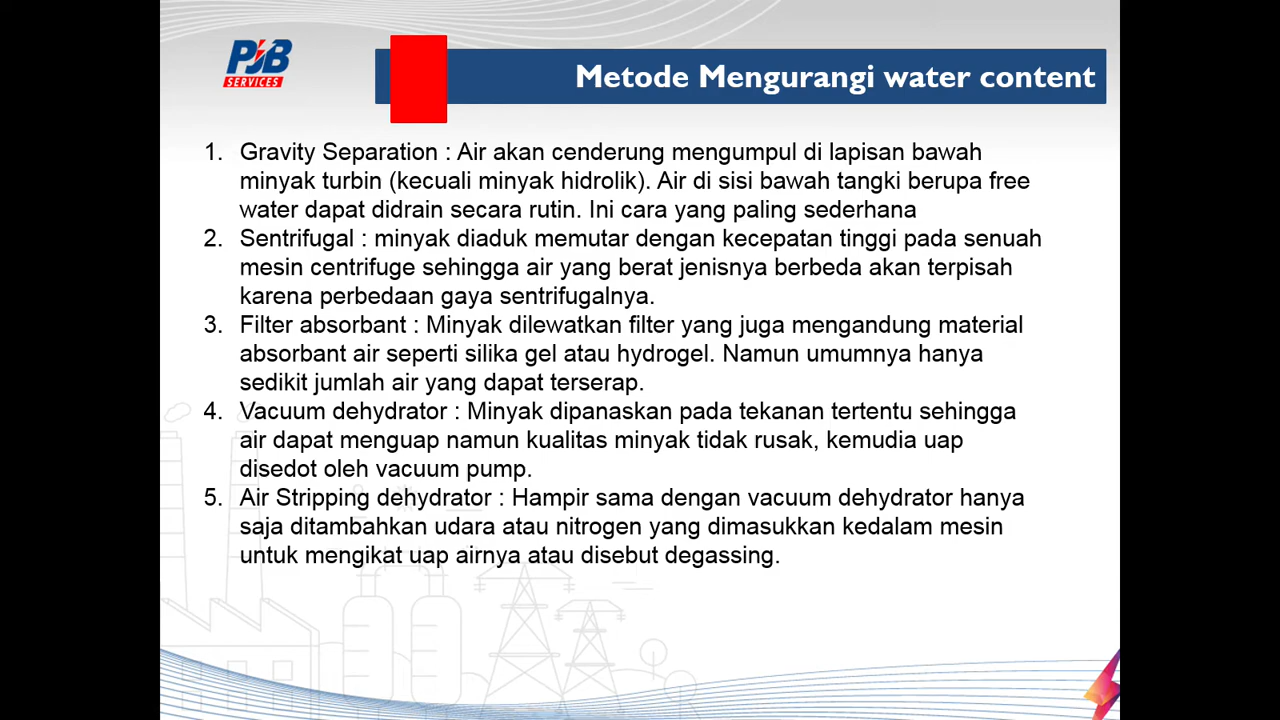 PJB
SERVICES
Metode Mengurangi water content
1. Gravity Separation : Air akan cenderung mengumpul di lapisan bawah
minyak turbin (kecuali minyak hidrolik). Air di sisi bawah tangki berupa free
water dapat didrain secara rutin. Ini cara yang paling sederhana
2. Sentrifugal : minyak diaduk memutar dengan kecepatan tinggi pada senuah
mesin centrifuge sehingga air yang berat jenisnya berbeda akan terpisah
karena perbedaan gaya sentrifugalnya.
3. Filter absorbant : Minyak dilewatkan filter yang juga mengandung material
absorbant air seperti silika gel atau hydrogel. Namun umumnya hanya
sedikit jumlah air yang dapat terserap.
4. Vacuum dehydrator : Minyak dipanaskan pada tekanan tertentu sehingga
air dapat menguap namun kualitas minyak tidak rusak, kemudia uap
disedot oleh vacuum pump.
5. Air Stripping dehydrator : Hampir sama dengan vacuum dehydrator hanya
saja ditambahkan udara atau nitrogen yang dimasukkan kedalam mesin
untuk mengikat uap airnya atau disebut degassing.